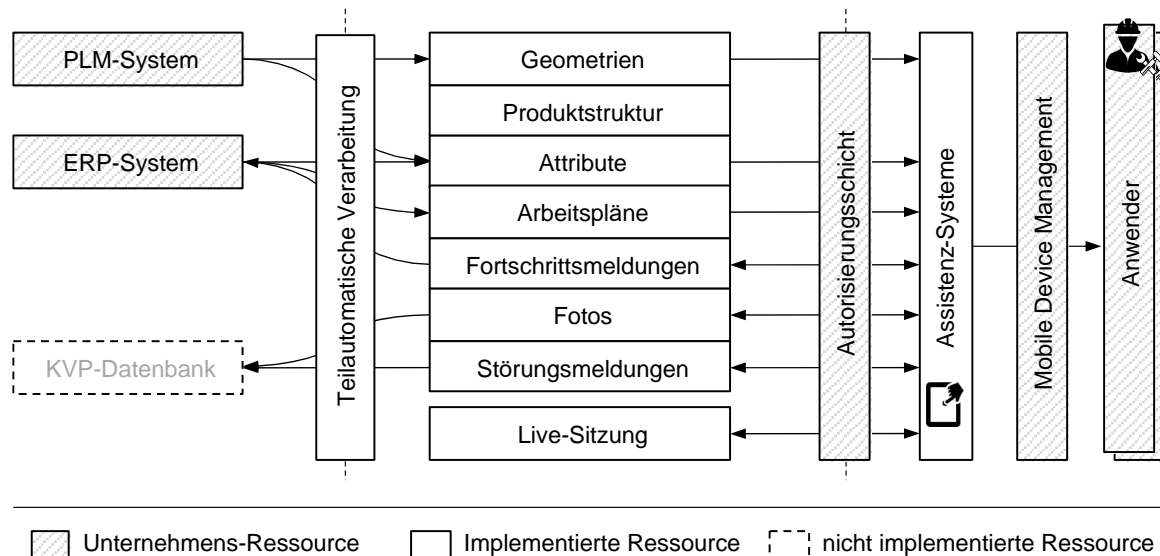 PLM-System
ERP-System
KVP-Datenbank
Teilautomatische Verarbeitung
Geometrien
Produktstruktur
Attribute
Arbeitspläne
Fortschrittsmeldungen
Fotos
Störungsmeldungen
Live-Sitzung
Autorisierungsschicht
Assistenz-Systeme
Mobile Device Management
Anwender
Unternehmens-Ressource
Implementierte Ressource
nicht implementierte Ressource